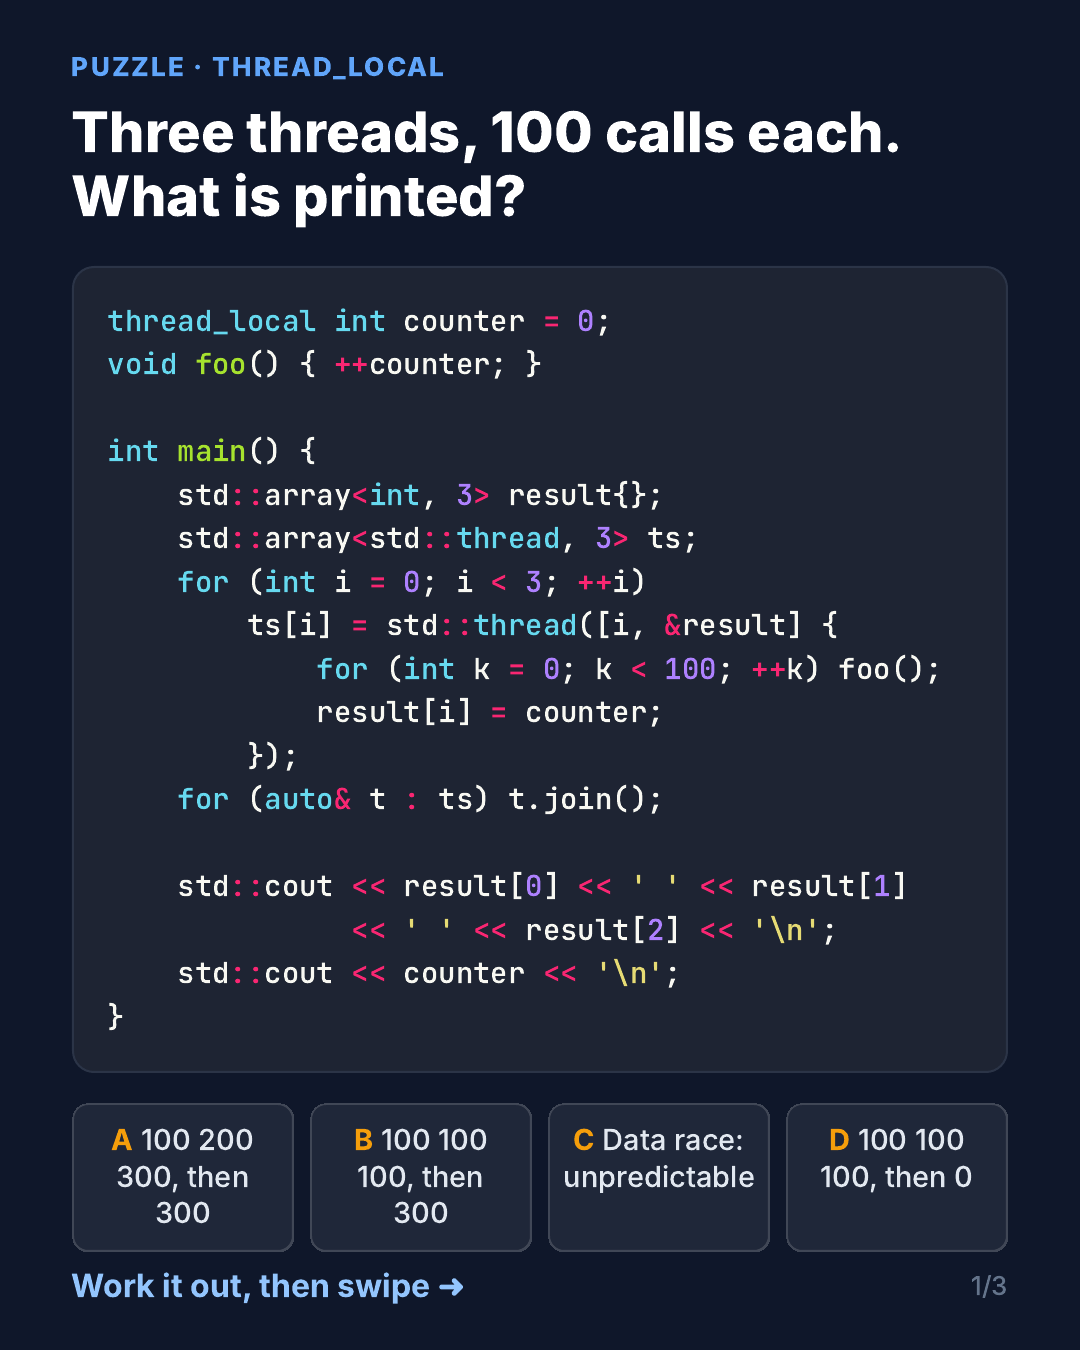 PUZZLE · THREAD_LOCAL
Three threads, 100 calls each.
What is printed?
thread_local int counter = 0;
void foo() { ++counter; }

int main() {
    std::array<int, 3> result{};
    std::array<std::thread, 3> ts;
    for (int i = 0; i < 3; ++i)
        ts[i] = std::thread([i, &result] {
            for (int k = 0; k < 100; ++k) foo();
            result[i] = counter;
        });
    for (auto& t : ts) t.join();

    std::cout << result[0] << ' ' << result[1]
              << ' ' << result[2] << '\n';
    std::cout << counter << '\n';
}
A 100 200
300, then
300
B 100 100
100, then
300
C Data race:
unpredictable
D 100 100
100, then 0
Work it out, then swipe ➜
1/3